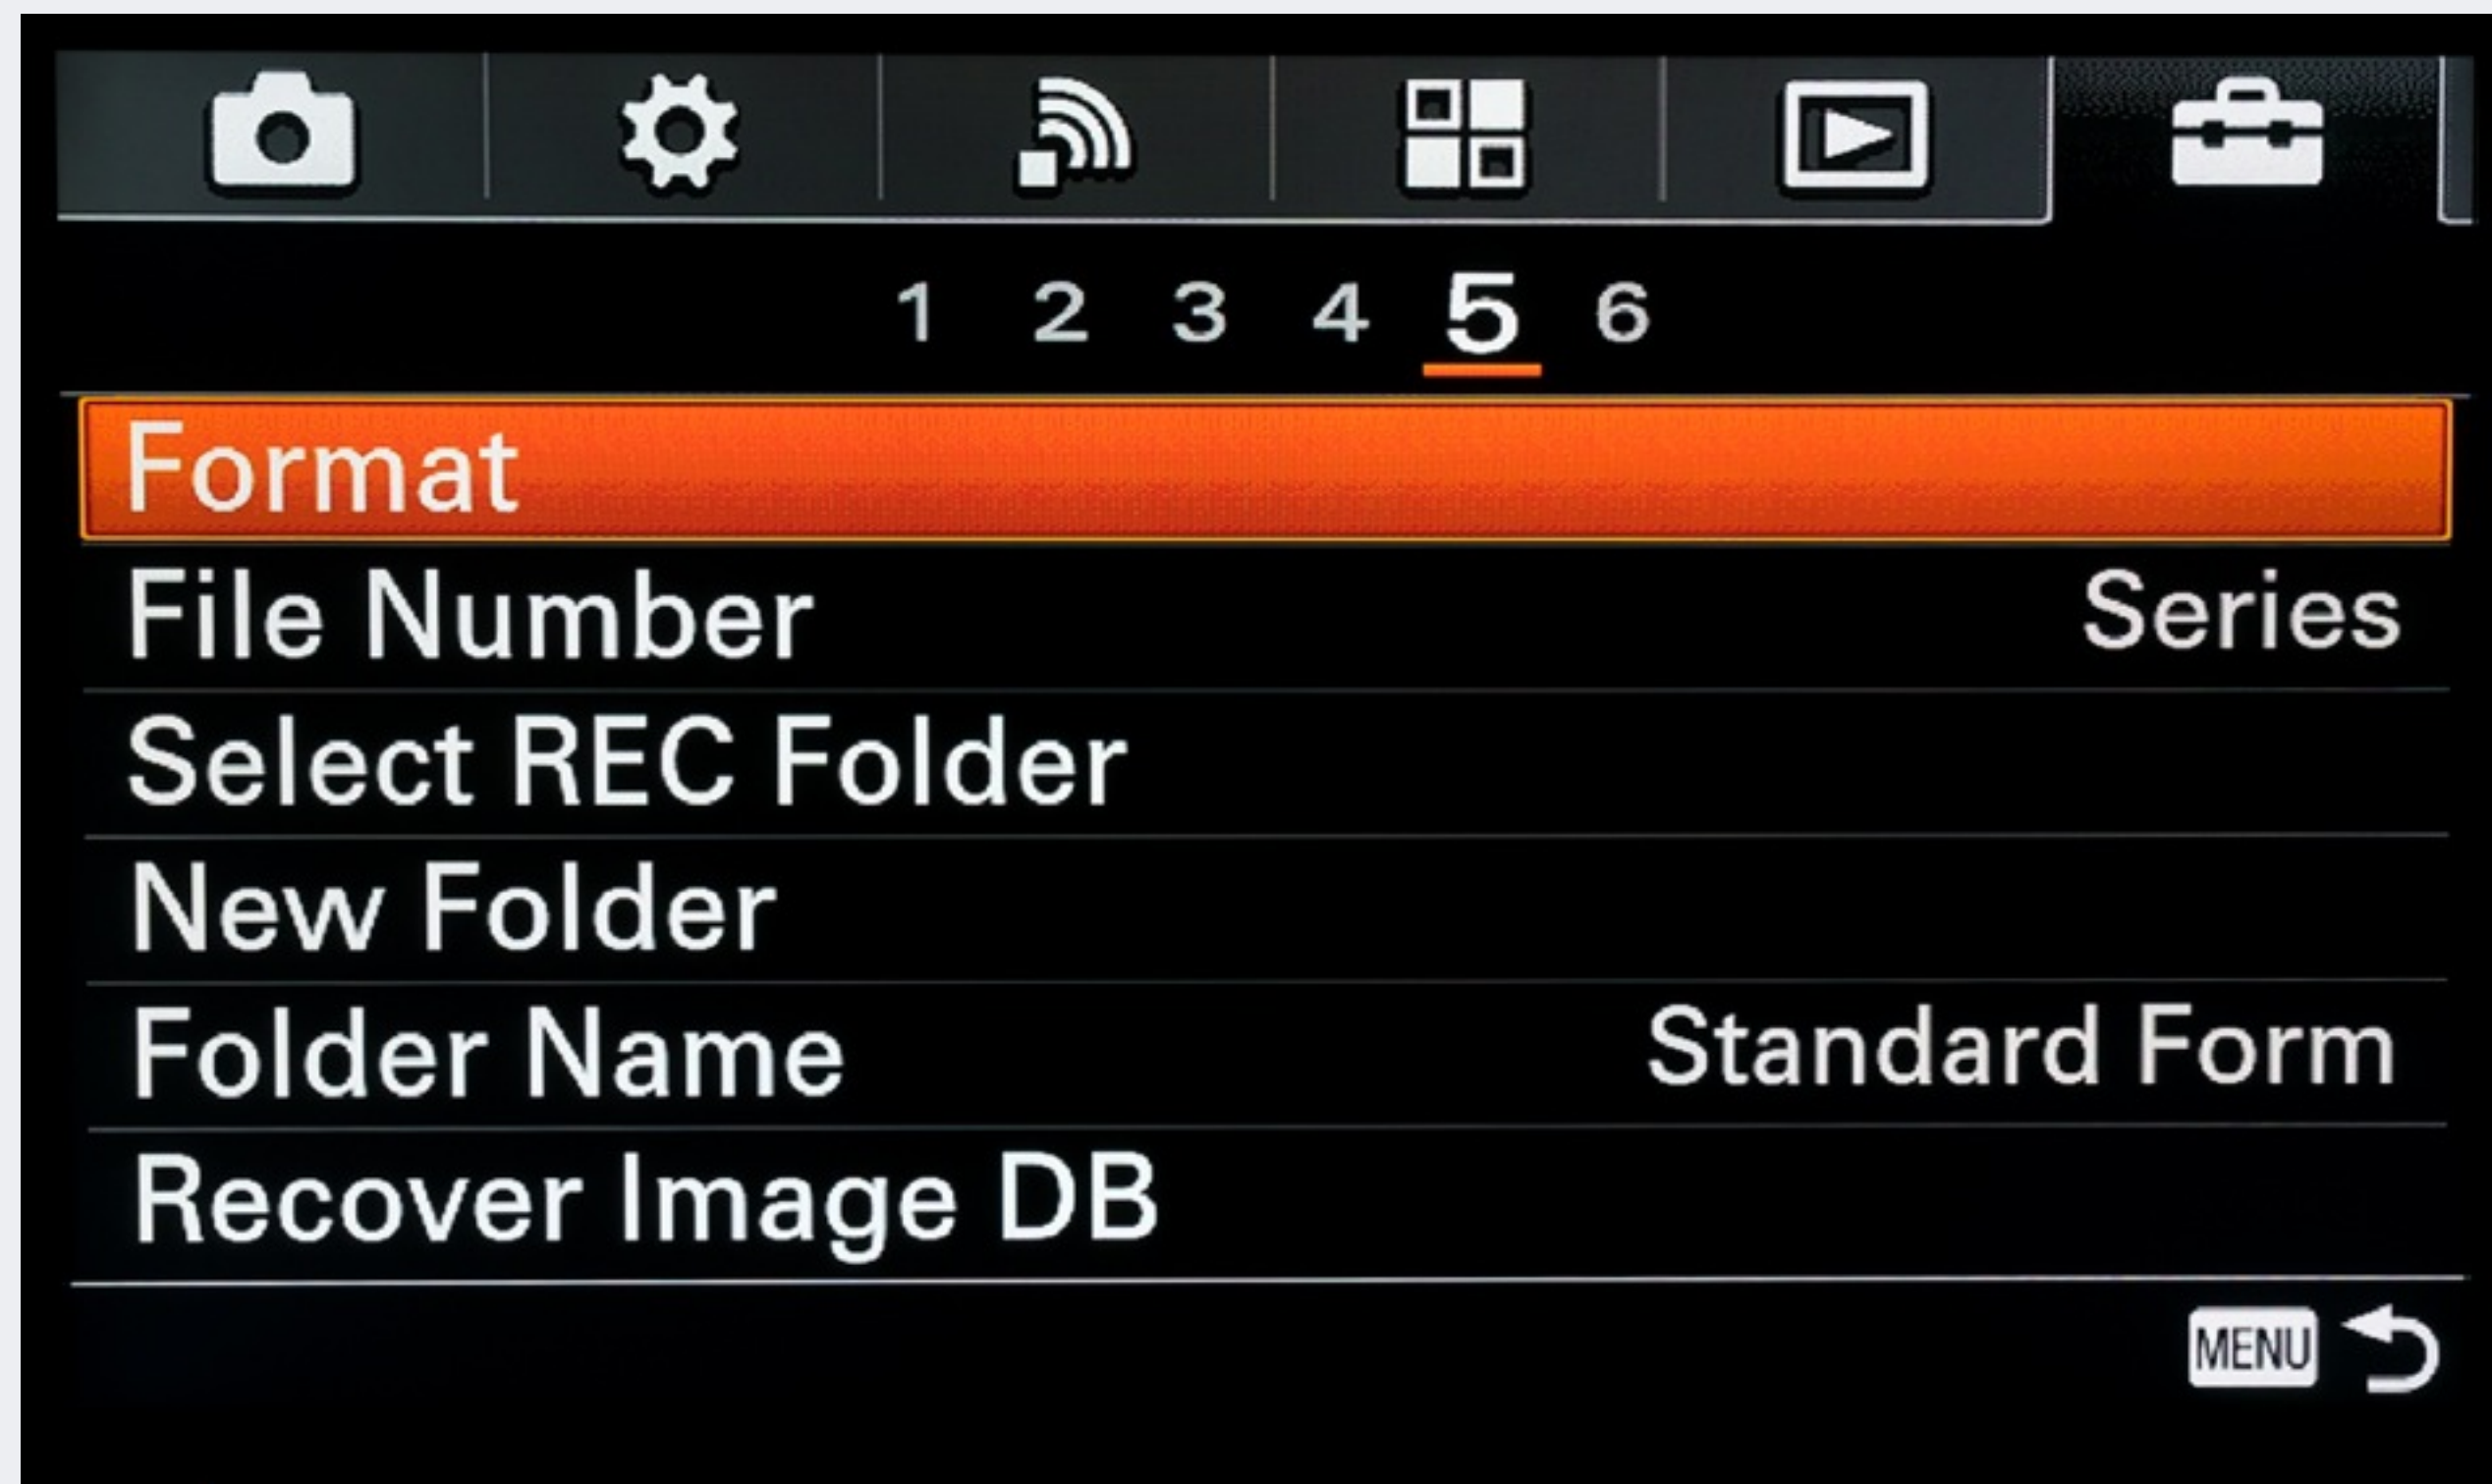 1 2 3 4 5 6
Format
File Number Series
Select REC Folder
New Folder
Folder Name Standard Form
Recover Image DB
MENU